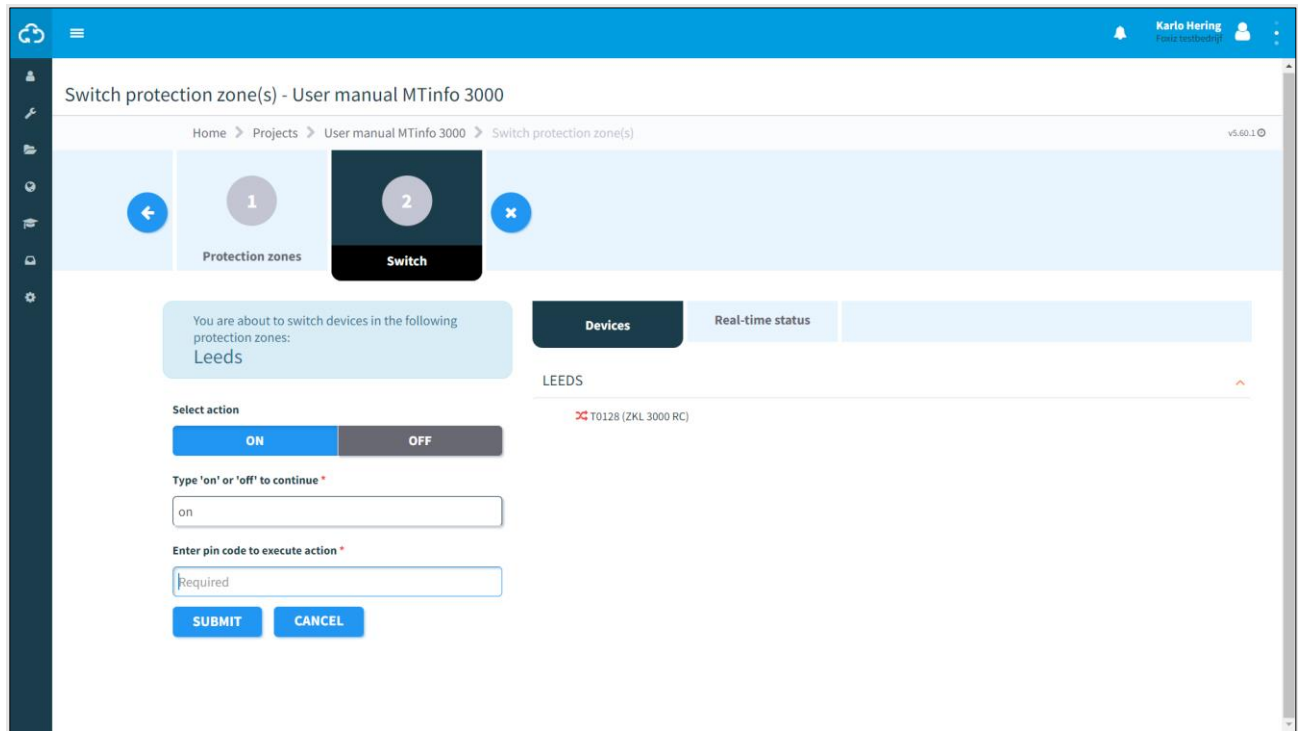 Karlo Hering
Foxiz testbedrijf
Switch protection zone(s) - User manual MTinfo 3000
Home Projects User manual MTinfo 3000 Switch protection zone(s)
v5.60.1
1
2
Protection zones
Switch
You are about to switch devices in the following
protection zones:
Leeds
Select action
ON OFF
Type 'on' or 'off' to continue *
on
Enter pin code to execute action *
Required
SUBMIT CANCEL
Devices Real-time status
LEEDS
T0128 (ZKL 3000 RC)